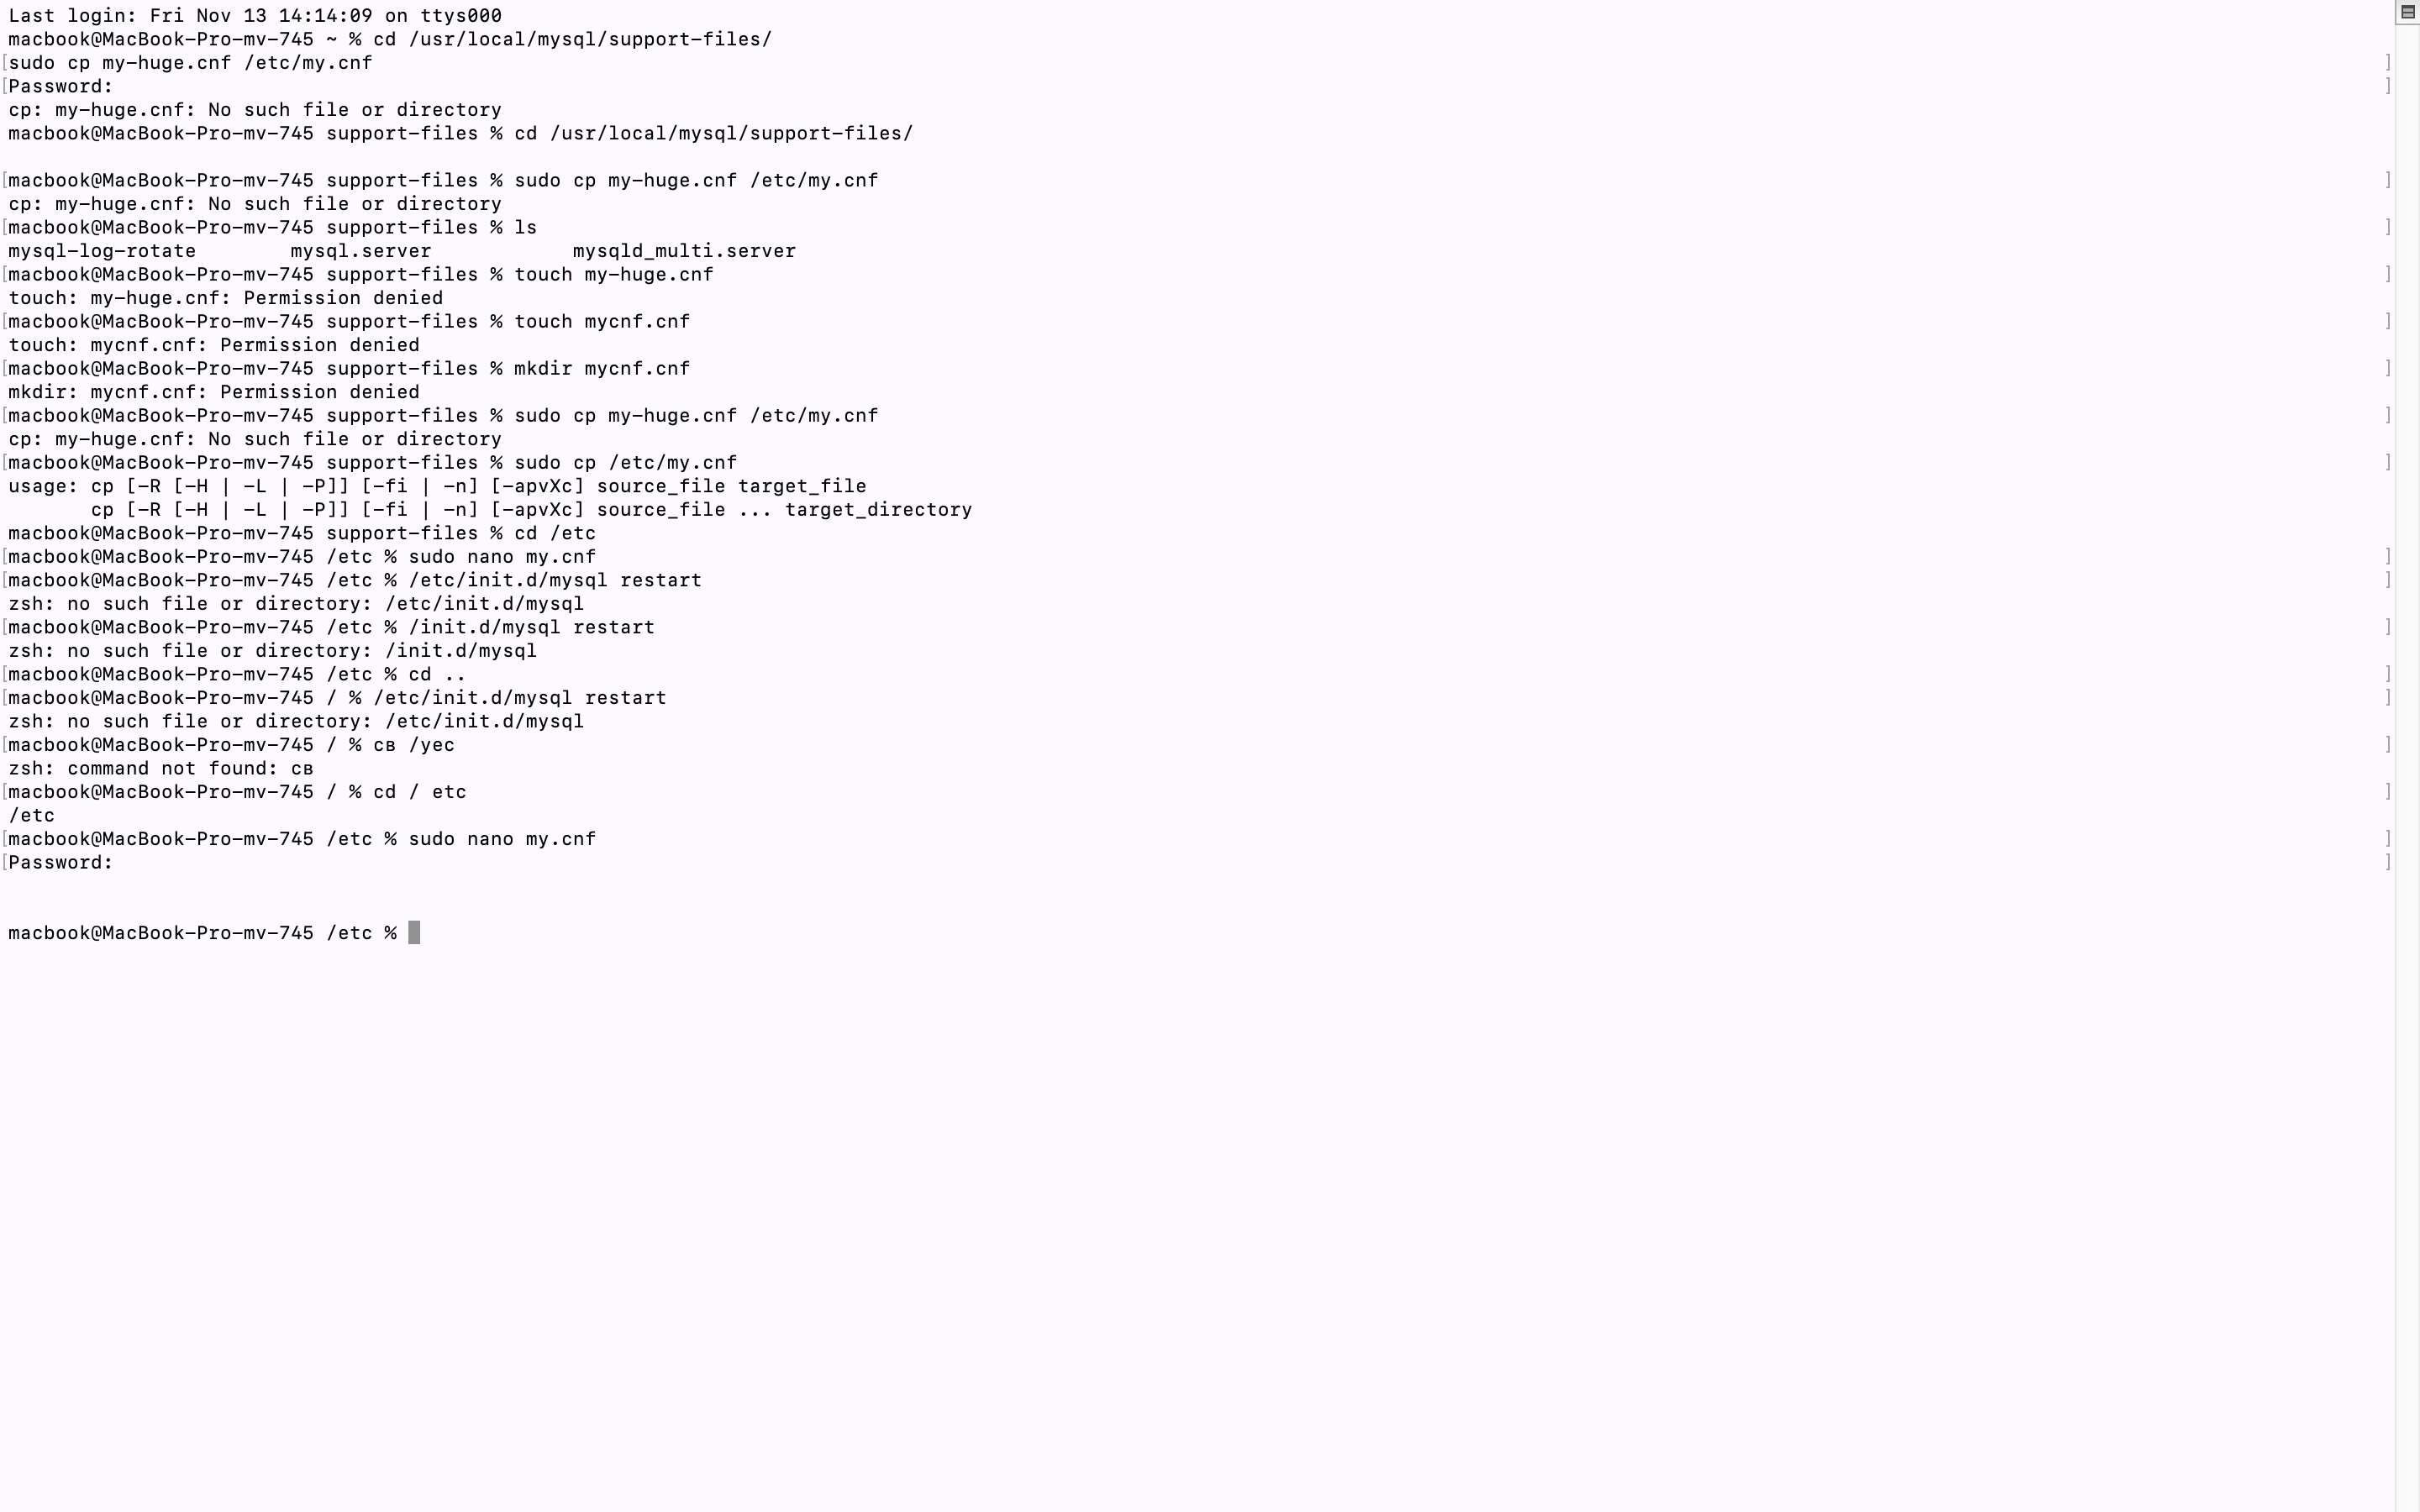 Last login: Fri Nov 13 14:14:09 on ttys000
macbook@MacBook-Pro-mv-745 ~ % cd /usr/local/mysql/support-files/
[sudo cp my-huge.cnf /etc/my.cnf ]
[Password: ]
cp: my-huge.cnf: No such file or directory
macbook@MacBook-Pro-mv-745 support-files % cd /usr/local/mysql/support-files/
[macbook@MacBook-Pro-mv-745 support-files % sudo cp my-huge.cnf /etc/my.cnf ]
cp: my-huge.cnf: No such file or directory
[macbook@MacBook-Pro-mv-745 support-files % ls ]
mysql-log-rotate        mysql.server            mysqld_multi.server
[macbook@MacBook-Pro-mv-745 support-files % touch my-huge.cnf ]
touch: my-huge.cnf: Permission denied
[macbook@MacBook-Pro-mv-745 support-files % touch mycnf.cnf ]
touch: mycnf.cnf: Permission denied
[macbook@MacBook-Pro-mv-745 support-files % mkdir mycnf.cnf ]
mkdir: mycnf.cnf: Permission denied
[macbook@MacBook-Pro-mv-745 support-files % sudo cp my-huge.cnf /etc/my.cnf ]
cp: my-huge.cnf: No such file or directory
[macbook@MacBook-Pro-mv-745 support-files % sudo cp /etc/my.cnf ]
usage: cp [-R [-H | -L | -P]] [-fi | -n] [-apvXc] source_file target_file
       cp [-R [-H | -L | -P]] [-fi | -n] [-apvXc] source_file ... target_directory
macbook@MacBook-Pro-mv-745 support-files % cd /etc
[macbook@MacBook-Pro-mv-745 /etc % sudo nano my.cnf ]
[macbook@MacBook-Pro-mv-745 /etc % /etc/init.d/mysql restart ]
zsh: no such file or directory: /etc/init.d/mysql
[macbook@MacBook-Pro-mv-745 /etc % /init.d/mysql restart ]
zsh: no such file or directory: /init.d/mysql
[macbook@MacBook-Pro-mv-745 /etc % cd .. ]
[macbook@MacBook-Pro-mv-745 / % /etc/init.d/mysql restart ]
zsh: no such file or directory: /etc/init.d/mysql
[macbook@MacBook-Pro-mv-745 / % св /yec ]
zsh: command not found: св
[macbook@MacBook-Pro-mv-745 / % cd / etc ]
/etc
[macbook@MacBook-Pro-mv-745 /etc % sudo nano my.cnf ]
[Password: ]
macbook@MacBook-Pro-mv-745 /etc %